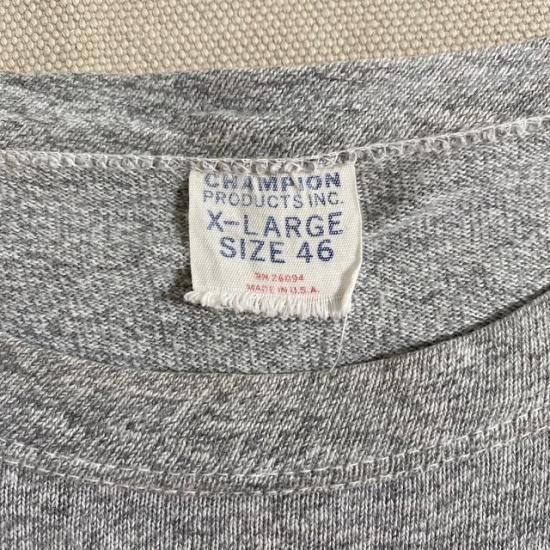 CHAMPION
PRODUCTS INC.
X-LARGE
SIZE 46
RN 26094
MADE IN U.S.A.